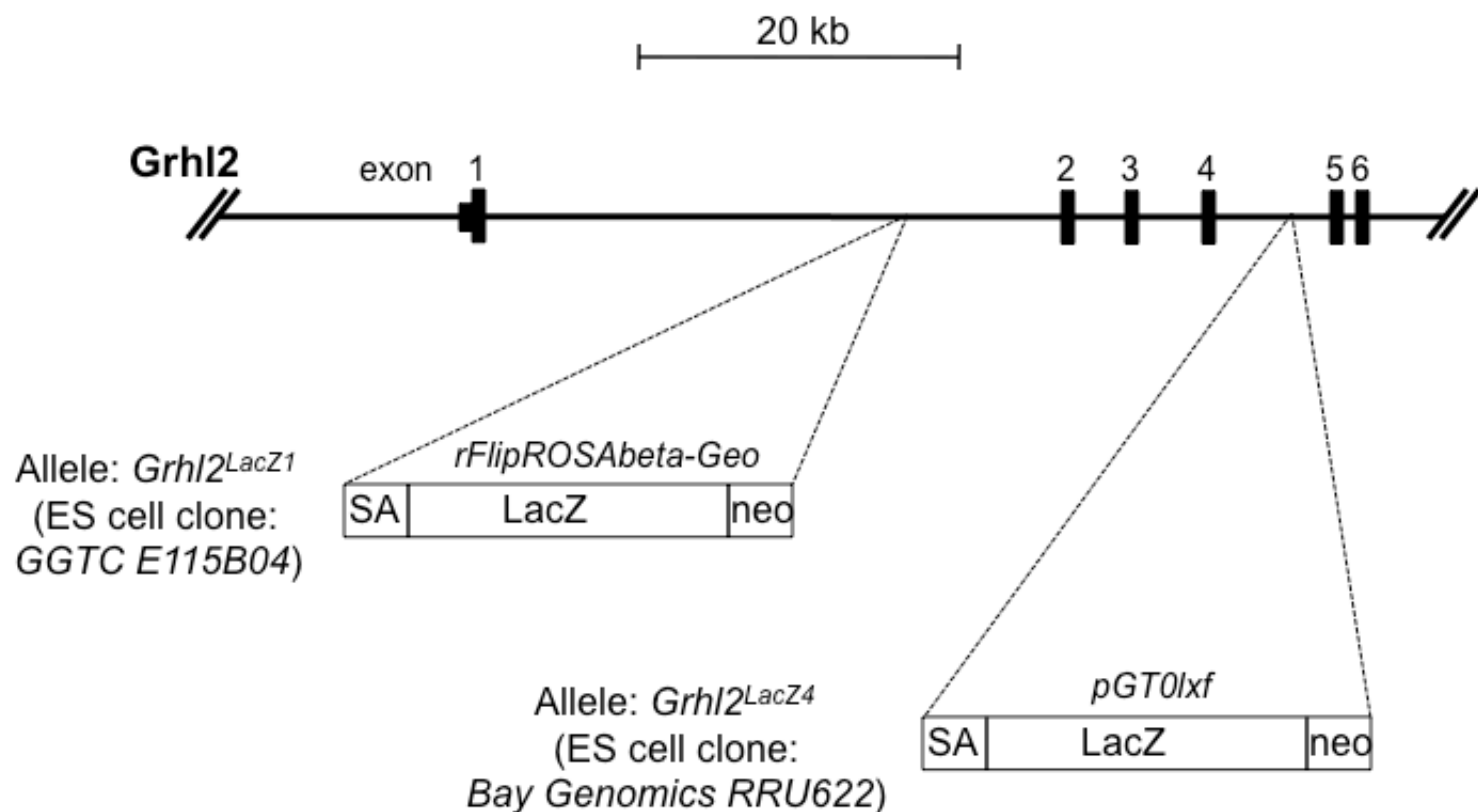 20 kb
Grhl2
exon 1 2 3 4 5 6
rFlipROSAbeta-Geo
Allele: Grhl2LacZ1
(ES cell clone:
GGTC E115B04)
SA LacZ neo
pGT0lxf
Allele: Grhl2LacZ4
(ES cell clone:
Bay Genomics RRU622)
SA LacZ neo